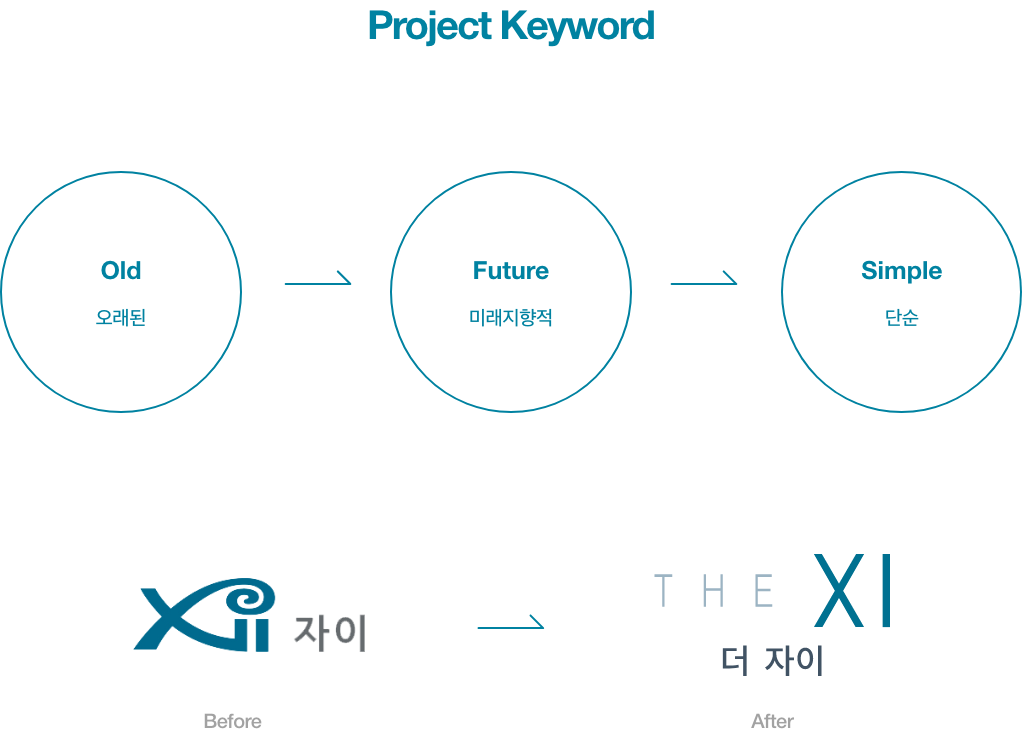 Project Keyword
Old
오래된
Future
미래지향적
Simple
단순
Xi 자이
THE XI
더 자이
Before
After